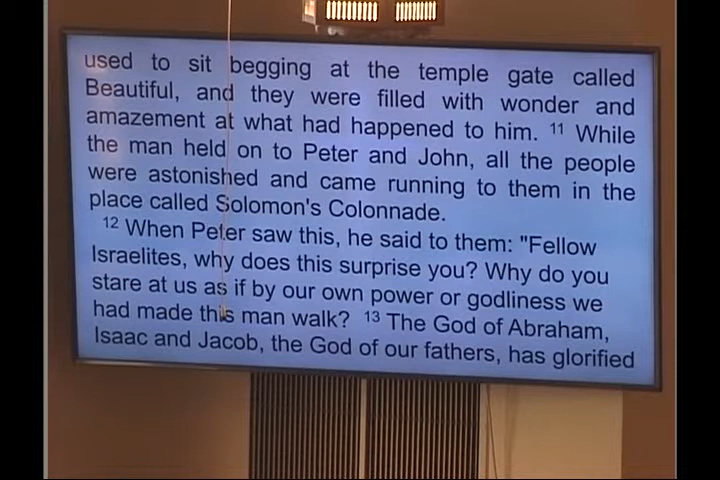 used to sit begging at the temple gate called
Beautiful, and they were filled with wonder and
amazement at what had happened to him. 11 While
the man held on to Peter and John, all the people
were astonished and came running to them in the
place called Solomon's Colonnade.
12 When Peter saw this, he said to them: "Fellow
Israelites, why does this surprise you? Why do you
stare at us as if by our own power or godliness we
had made this man walk? 13 The God of Abraham,
Isaac and Jacob, the God of our fathers, has glorified